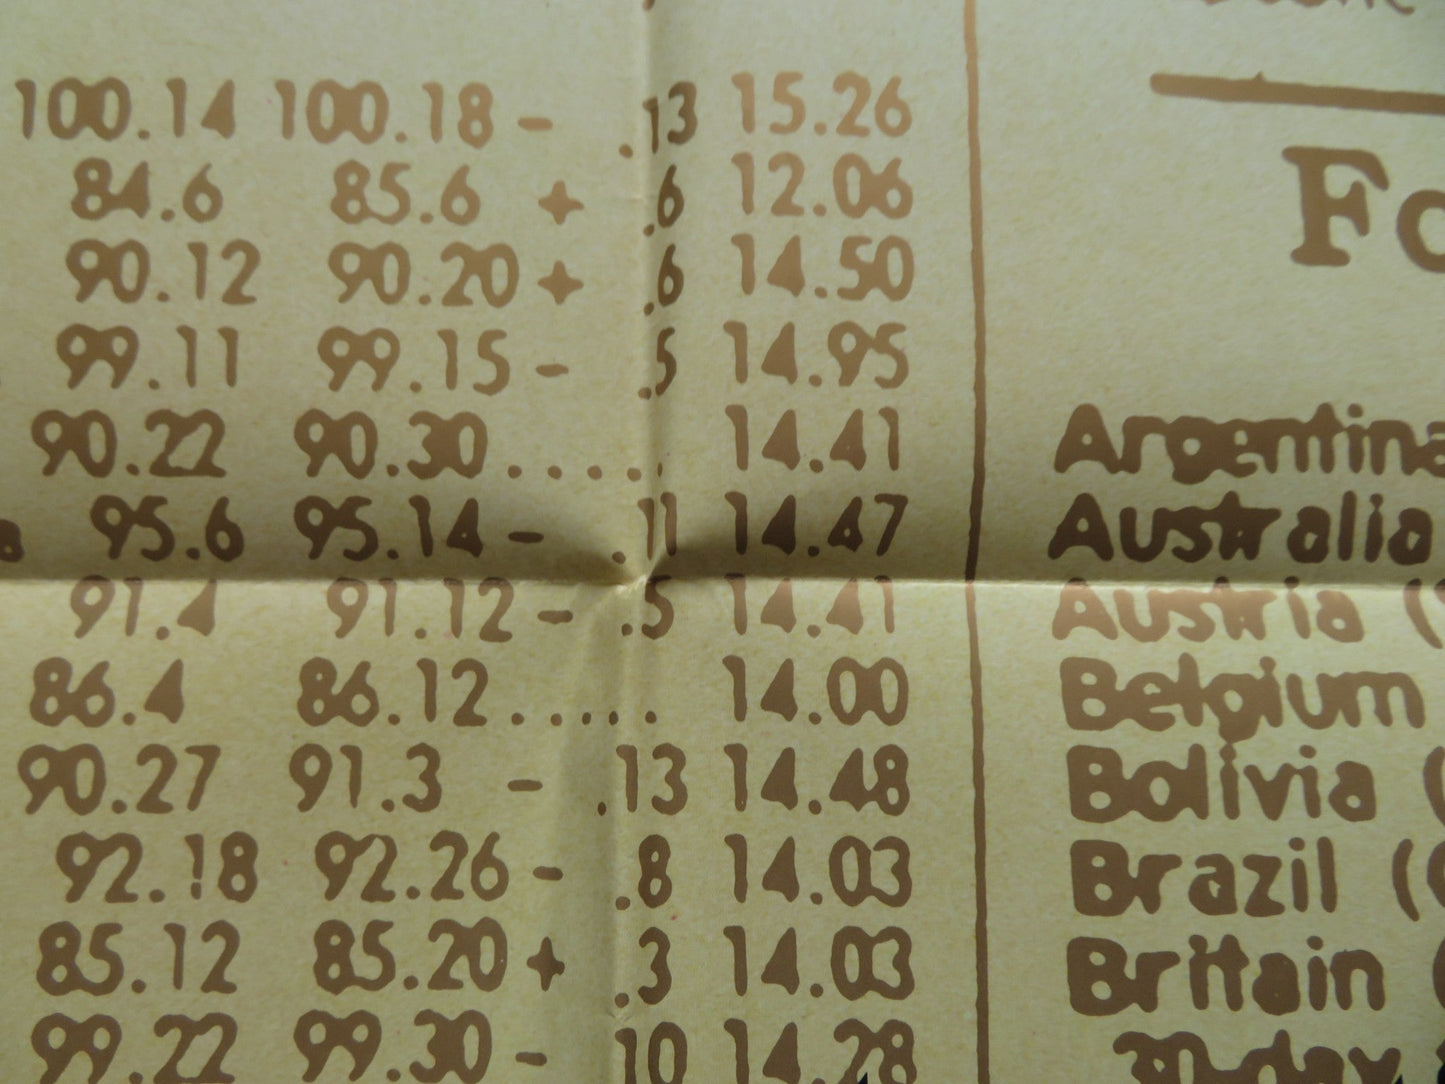 100.14 100.18 - .13 15.26
84.6 85.6 + .6 12.06
90.12 90.20 + .6 14.50
99.11 99.15 - .5 14.95
90.22 90.30 ..... 14.41
95.6 95.14 - .11 14.47
91.4 91.12 - .5 14.41
86.4 86.12 ..... 14.00
90.27 91.3 - .13 14.48
92.18 92.26 - .8 14.03
85.12 85.20 + .3 14.03
99.22 99.30 - .10 14.28
Fo
Argentina
Australia
Austria (
Belgium
Bolivia (
Brazil (
Britain (
30-day